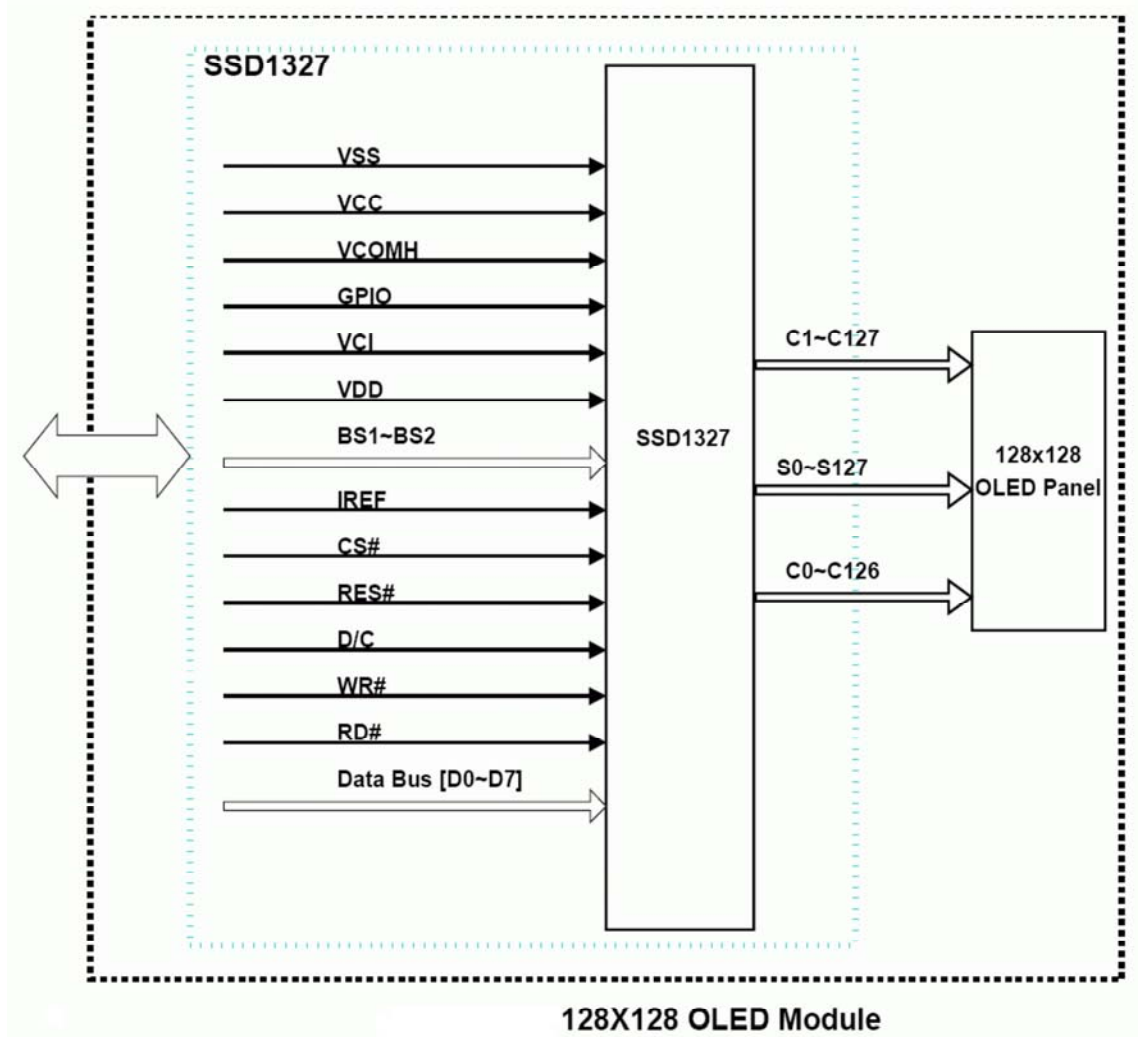 SSD1327
VSS
VCC
VCOMH
GPIO
VCI
VDD
BS1~BS2
IREF
CS#
RES#
D/C
WR#
RD#
Data Bus [D0~D7]
SSD1327
C1~C127
S0~S127
C0~C126
128x128
OLED Panel
128X128 OLED Module